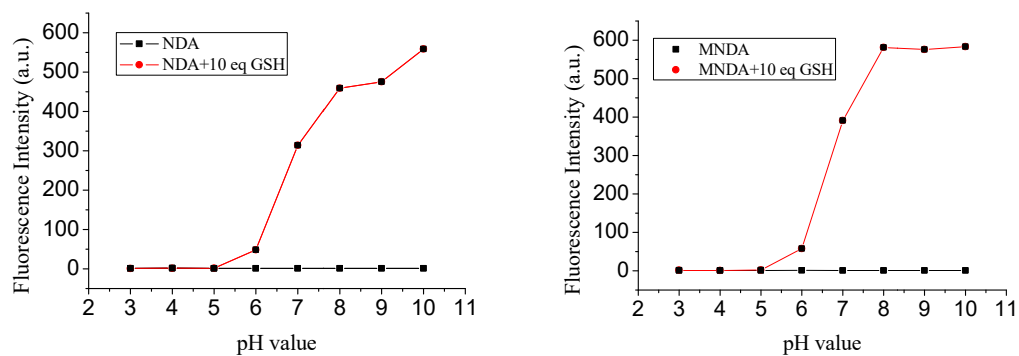 Fluorescence Intensity (a.u.)
600
500
400
300
200
100
0
NDA
NDA+10 eq GSH
2 3 4 5 6 7 8 9 10 11
pH value
Fluorescence Intensity (a.u.)
600
500
400
300
200
100
0
MNDA
MNDA+10 eq GSH
2 3 4 5 6 7 8 9 10 11
pH value